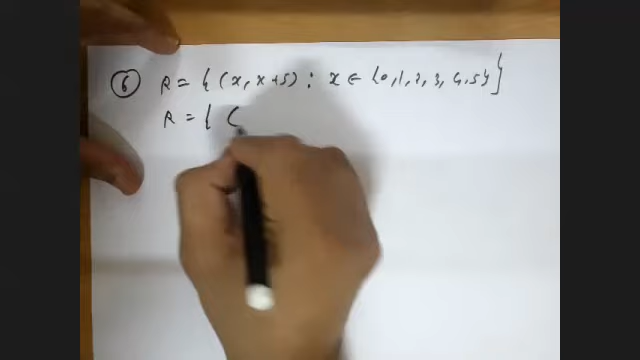 6 R = { (x, x+5) : x ∈ {0,1,2,3,4,5} }
R = { (